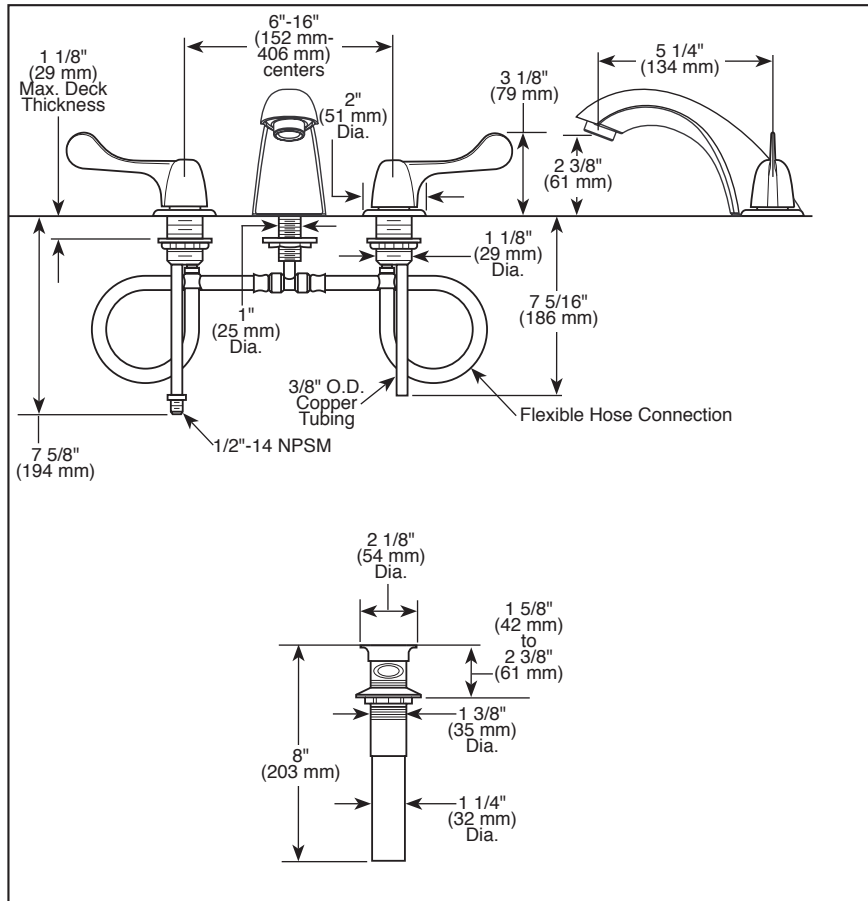 6"-16"
(152 mm-
406 mm)
centers
1 1/8"
(29 mm)
Max. Deck
Thickness
2"
(51 mm)
Dia.
3 1/8"
(79 mm)
5 1/4"
(134 mm)
2 3/8"
(61 mm)
1 1/8"
(29 mm)
Dia.
1"
(25 mm)
Dia.
7 5/16"
(186 mm)
3/8" O.D.
Copper
Tubing
Flexible Hose Connection
1/2"-14 NPSM
7 5/8"
(194 mm)
2 1/8"
(54 mm)
Dia.
1 5/8"
(42 mm)
to
2 3/8"
(61 mm)
1 3/8"
(35 mm)
Dia.
8"
(203 mm)
1 1/4"
(32 mm)
Dia.